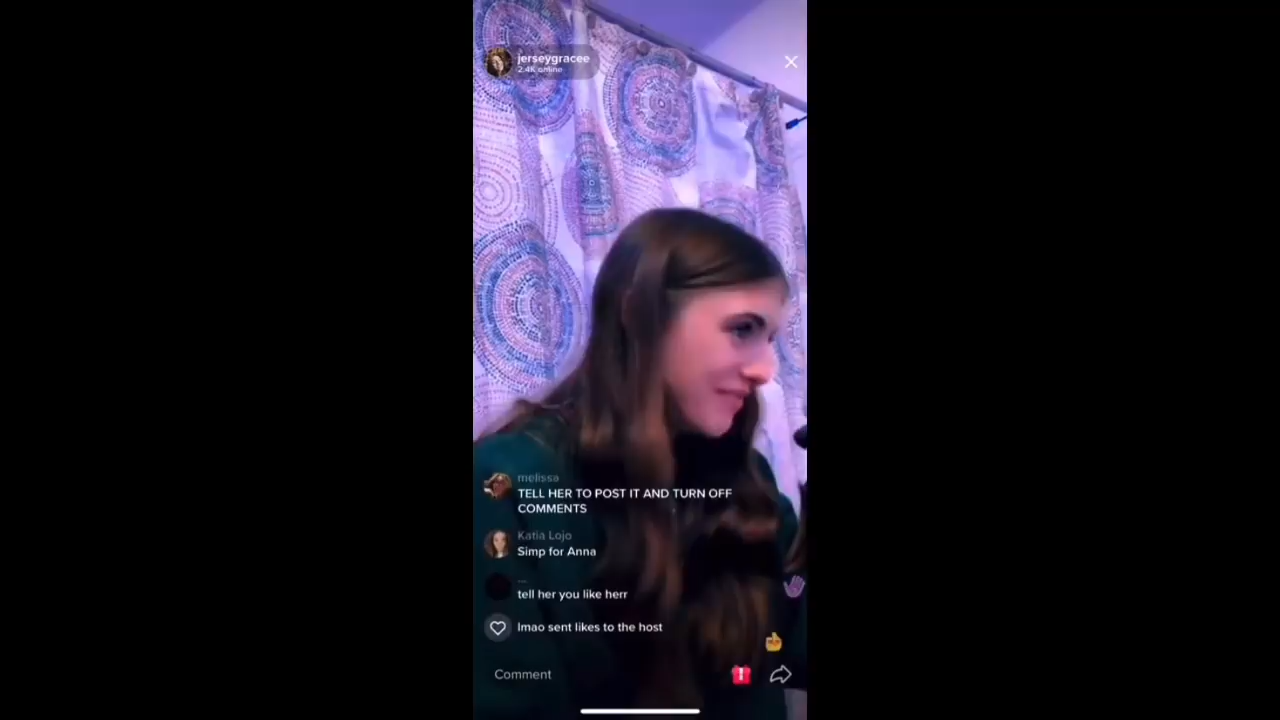 jerseygracee
2.4K online
melissa
TELL HER TO POST IT AND TURN OFF
COMMENTS
Katia Lojo
Simp for Anna
...
tell her you like herr
lmao sent likes to the host
Comment